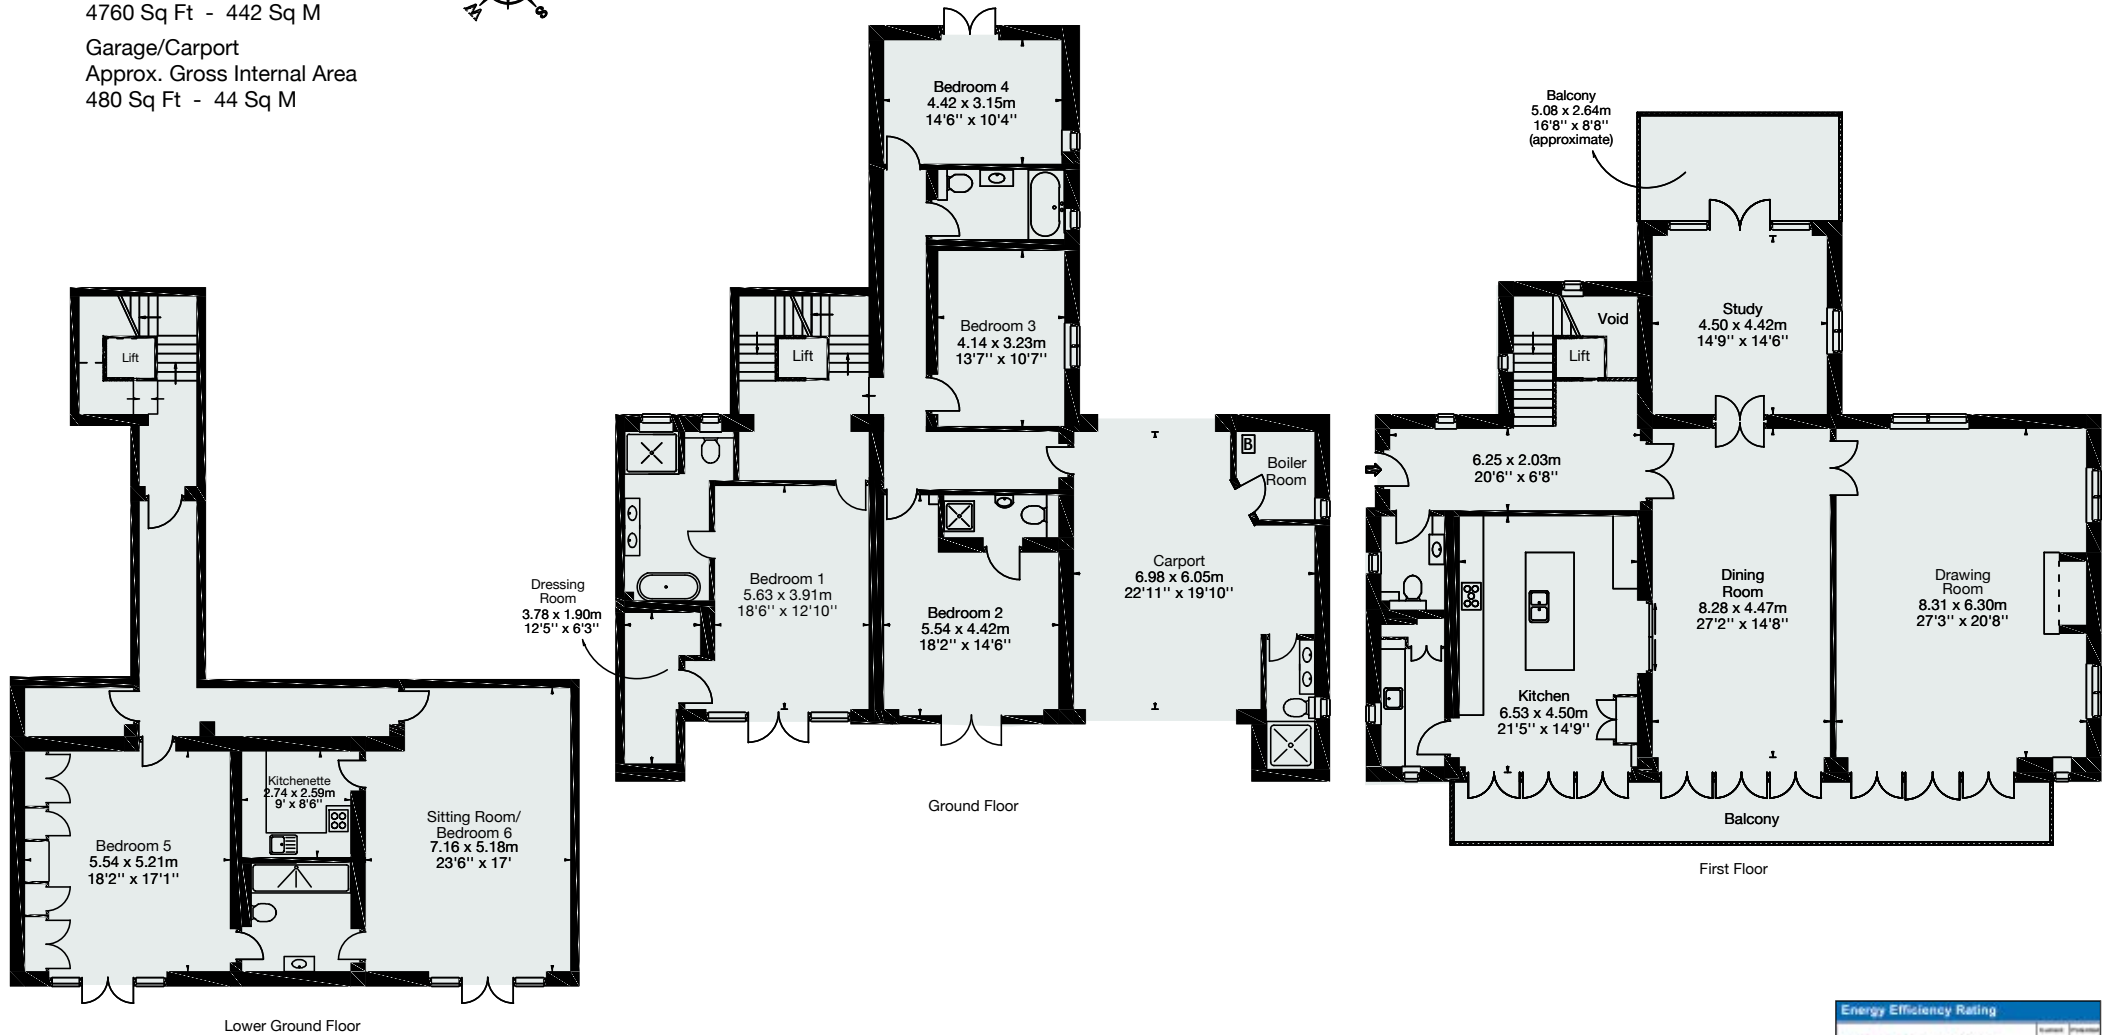 4760 Sq Ft - 442 Sq M
Garage/Carport
Approx. Gross Internal Area
480 Sq Ft - 44 Sq M
W
S
Lift
Kitchenette
2.74 x 2.59m
9' x 8'6"
Bedroom 5
5.54 x 5.21m
18'2'' x 17'1''
Sitting Room/
Bedroom 6
7.16 x 5.18m
23'6'' x 17'
Lower Ground Floor
Bedroom 4
4.42 x 3.15m
14'6'' x 10'4''
Bedroom 3
4.14 x 3.23m
13'7'' x 10'7''
Lift
B
Boiler
Room
Carport
6.98 x 6.05m
22'11'' x 19'10''
Dressing
Room
3.78 x 1.90m
12'5'' x 6'3''
Bedroom 1
5.63 x 3.91m
18'6'' x 12'10''
Bedroom 2
5.54 x 4.42m
18'2'' x 14'6''
Ground Floor
Balcony
5.08 x 2.64m
16'8'' x 8'8''
(approximate)
Study
4.50 x 4.42m
14'9'' x 14'6''
Void
Lift
6.25 x 2.03m
20'6'' x 6'8''
Dining
Room
8.28 x 4.47m
27'2'' x 14'8''
Drawing
Room
8.31 x 6.30m
27'3'' x 20'8''
Kitchen
6.53 x 4.50m
21'5'' x 14'9''
Balcony
First Floor
Energy Efficiency Rating